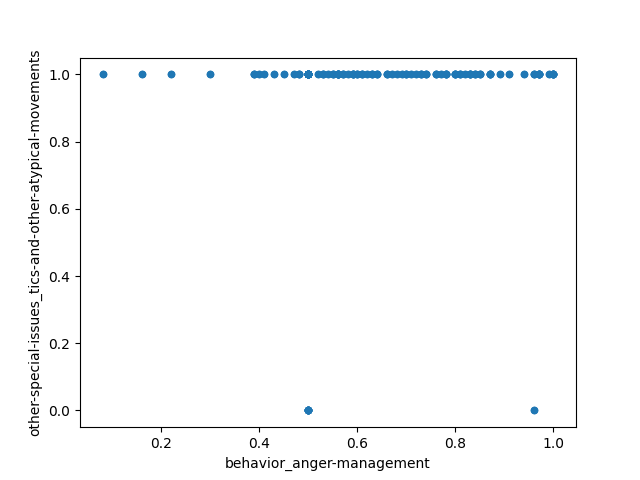 other-special-issues_tics-and-other-atypical-movements
1.0
0.8
0.6
0.4
0.2
0.0
0.2 0.4 0.6 0.8 1.0
behavior_anger-management